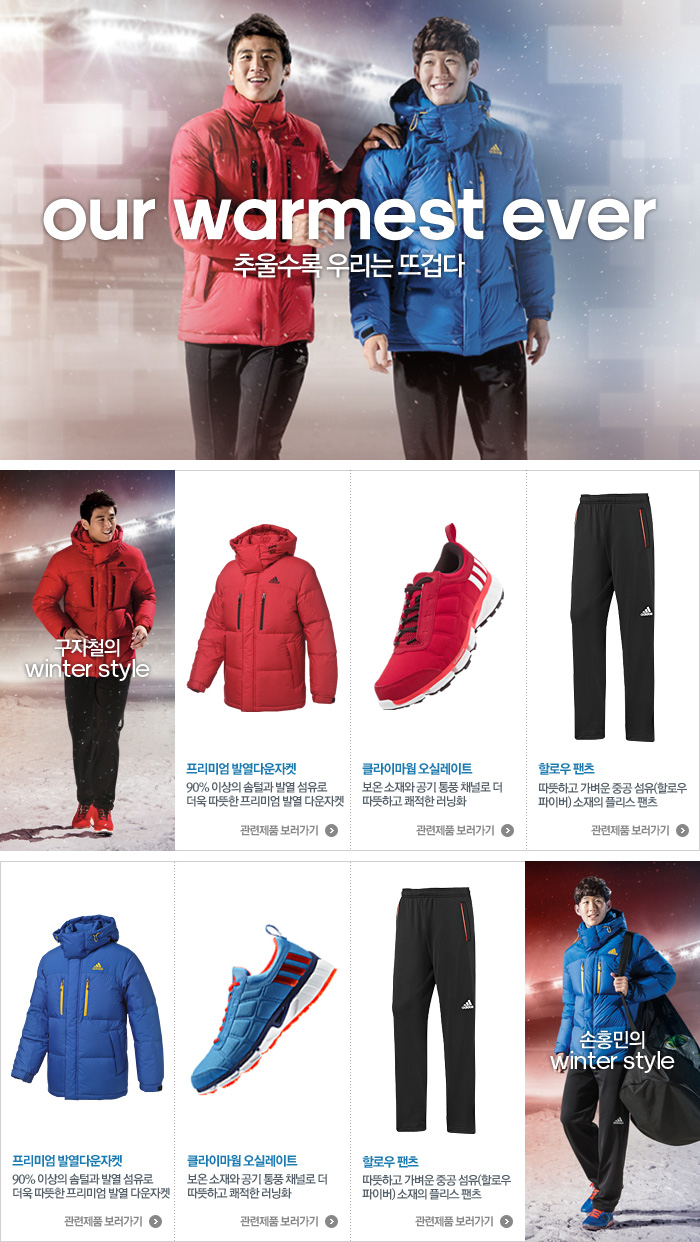 our warmest ever
추울수록 우리는 뜨겁다
구자철의
winter style
프리미엄 발열다운자켓
90% 이상의 솜털과 발열 섬유로
더욱 따뜻한 프리미엄 발열 다운자켓
관련제품 보러가기
클라이마웜 오실레이트
보온 소재와 공기 통풍 채널로 더
따뜻하고 쾌적한 러닝화
관련제품 보러가기
adidas
할로우 팬츠
따뜻하고 가벼운 중공 섬유(할로우
파이버) 소재의 플리스 팬츠
관련제품 보러가기
프리미엄 발열다운자켓
90% 이상의 솜털과 발열 섬유로
더욱 따뜻한 프리미엄 발열 다운자켓
관련제품 보러가기
클라이마웜 오실레이트
보온 소재와 공기 통풍 채널로 더
따뜻하고 쾌적한 러닝화
관련제품 보러가기
adidas
할로우 팬츠
따뜻하고 가벼운 중공 섬유(할로우
파이버) 소재의 플리스 팬츠
관련제품 보러가기
손흥민의
winter style